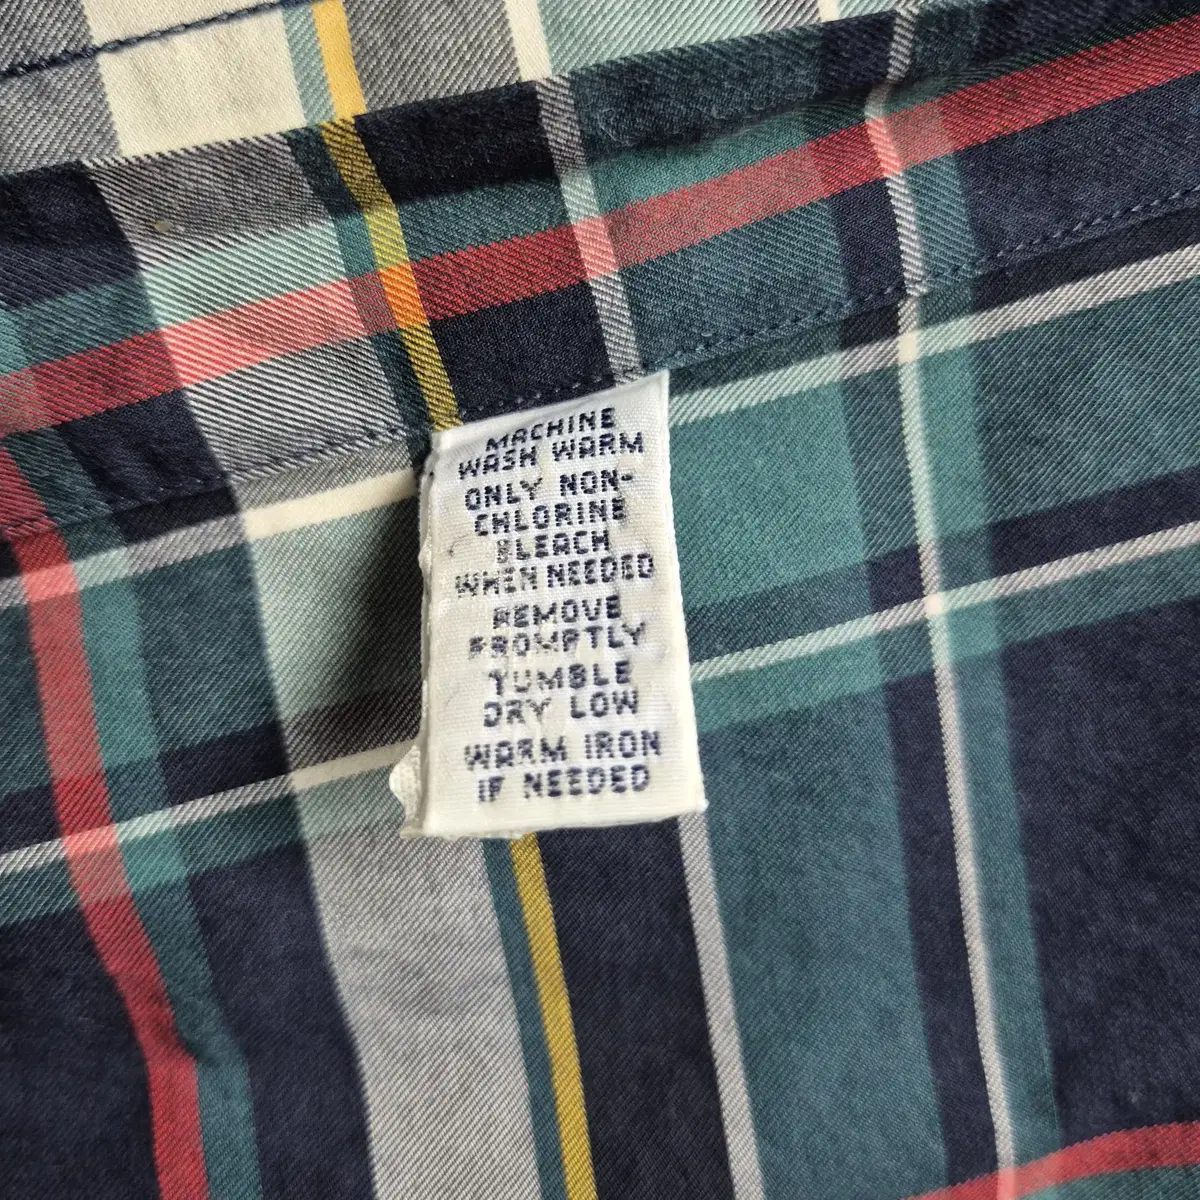 MACHINE
WASH WARM
ONLY NON-
CHLORINE
BLEACH
WHEN NEEDED
REMOVE
PROMPTLY
TUMBLE
DRY LOW
WARM IRON
IF NEEDED